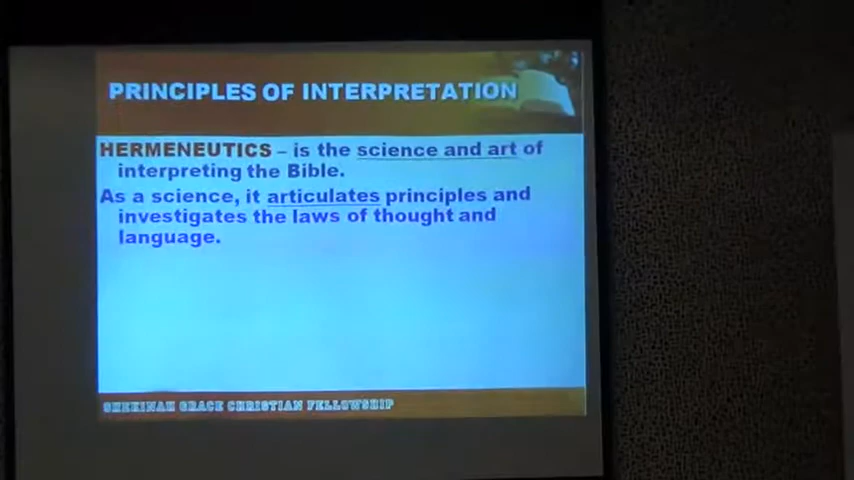 PRINCIPLES OF INTERPRETATION
HERMENEUTICS – is the science and art of
interpreting the Bible.
As a science, it articulates principles and
investigates the laws of thought and
language.
SHEKINAH GRACE CHRISTIAN FELLOWSHIP